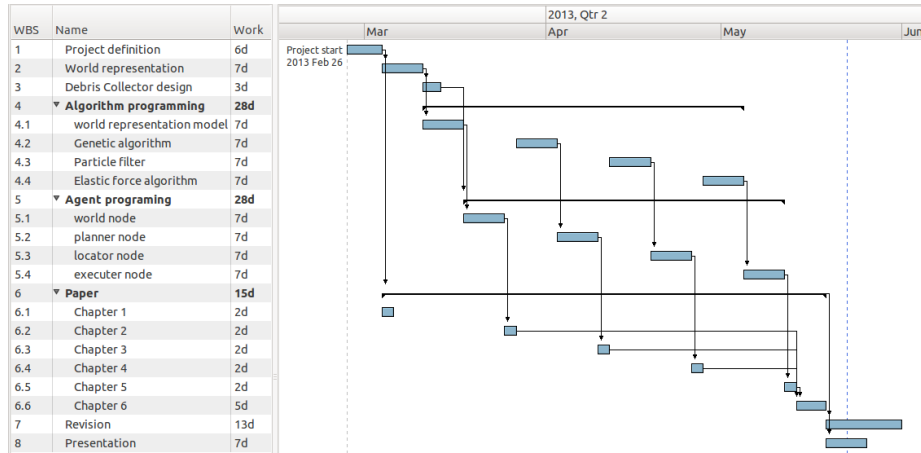 2013, Qtr 2
WBS Name Work Mar Apr May Jun
1 Project definition 6d
Project start
2013 Feb 26
2 World representation 7d
3 Debris Collector design 3d
4 Algorithm programming 28d
4.1 world representation model 7d
4.2 Genetic algorithm 7d
4.3 Particle filter 7d
4.4 Elastic force algorithm 7d
5 Agent programing 28d
5.1 world node 7d
5.2 planner node 7d
5.3 locator node 7d
5.4 executer node 7d
6 Paper 15d
6.1 Chapter 1 2d
6.2 Chapter 2 2d
6.3 Chapter 3 2d
6.4 Chapter 4 2d
6.5 Chapter 5 2d
6.6 Chapter 6 5d
7 Revision 13d
8 Presentation 7d